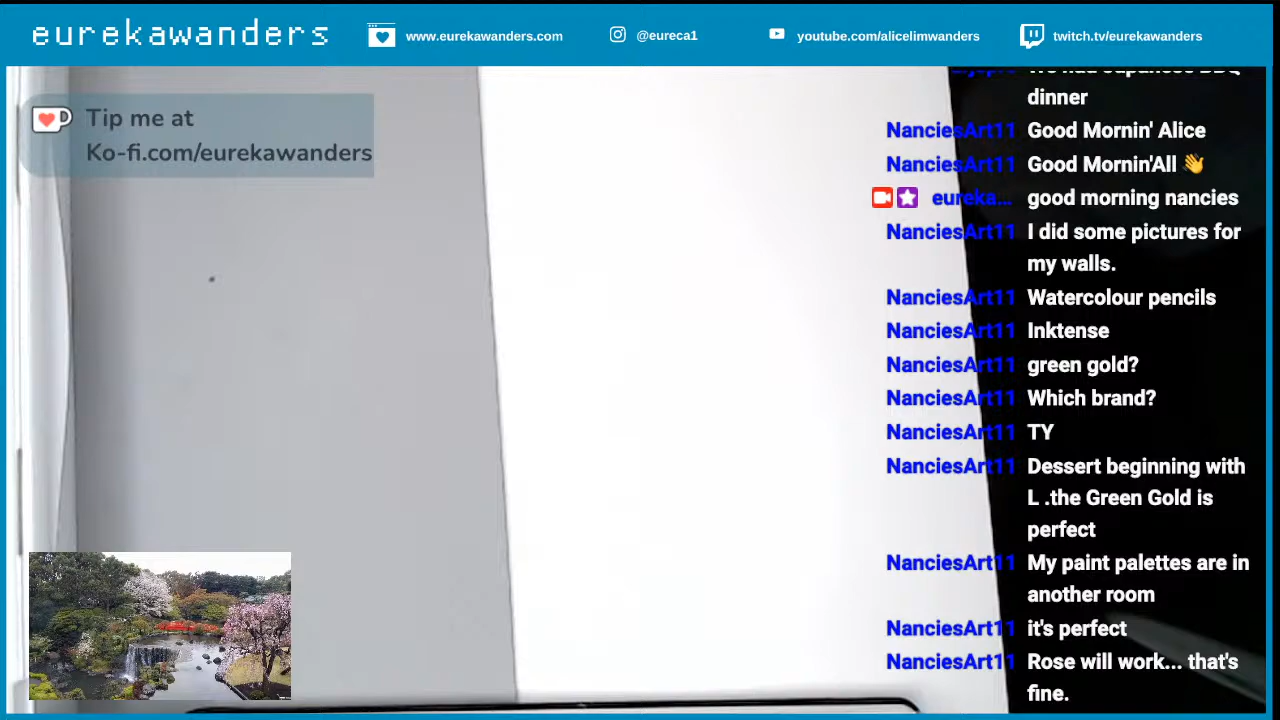 eurekawanders
www.eurekawanders.com
@eureca1
youtube.com/alicelimwanders
twitch.tv/eurekawanders
Tip me at
Ko-fi.com/eurekawanders
dinner
NanciesArt11 Good Mornin' Alice
NanciesArt11 Good Mornin'All 👋
eureka... good morning nancies
NanciesArt11 I did some pictures for
my walls.
NanciesArt11 Watercolour pencils
NanciesArt11 Inktense
NanciesArt11 green gold?
NanciesArt11 Which brand?
NanciesArt11 TY
NanciesArt11 Dessert beginning with
L .the Green Gold is
perfect
NanciesArt11 My paint palettes are in
another room
NanciesArt11 it's perfect
NanciesArt11 Rose will work... that's
fine.